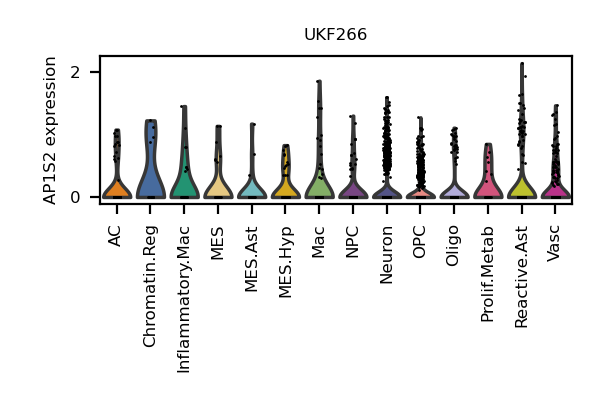 UKF266
AP1S2 expression
2
0
AC
Chromatin.Reg
Inflammatory.Mac
MES
MES.Ast
MES.Hyp
Mac
NPC
Neuron
OPC
Oligo
Prolif.Metab
Reactive.Ast
Vasc